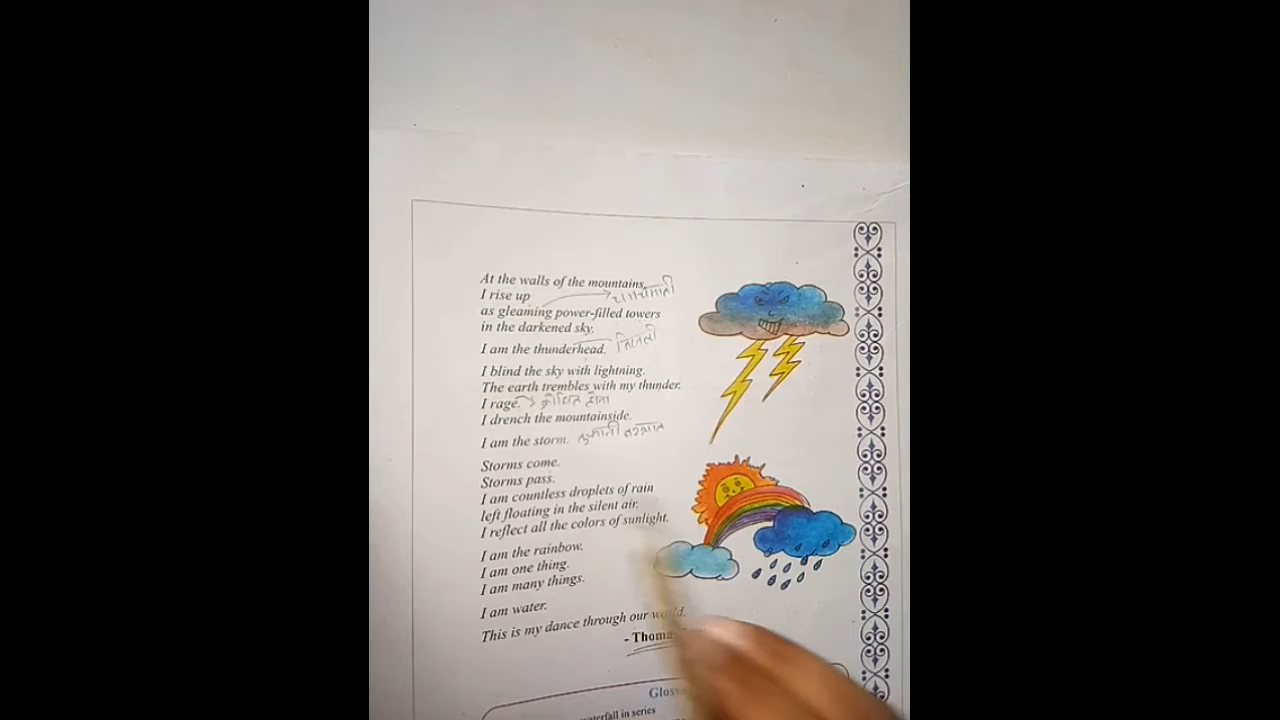 At the walls of the mountains,
I rise up
चमचमाती
as gleaming power-filled towers
in the darkened sky.
I am the thunderhead. बिजली
I blind the sky with lightning.
The earth trembles with my thunder.
I rage. क्रोधित होना
I drench the mountainside.
I am the storm. तूफानी
Storms come.
Storms pass.
I am countless droplets of rain
left floating in the silent air.
I reflect all the colors of sunlight.
I am the rainbow.
I am one thing.
I am many things.
I am water.
This is my dance through our world.
- Thomas
in series